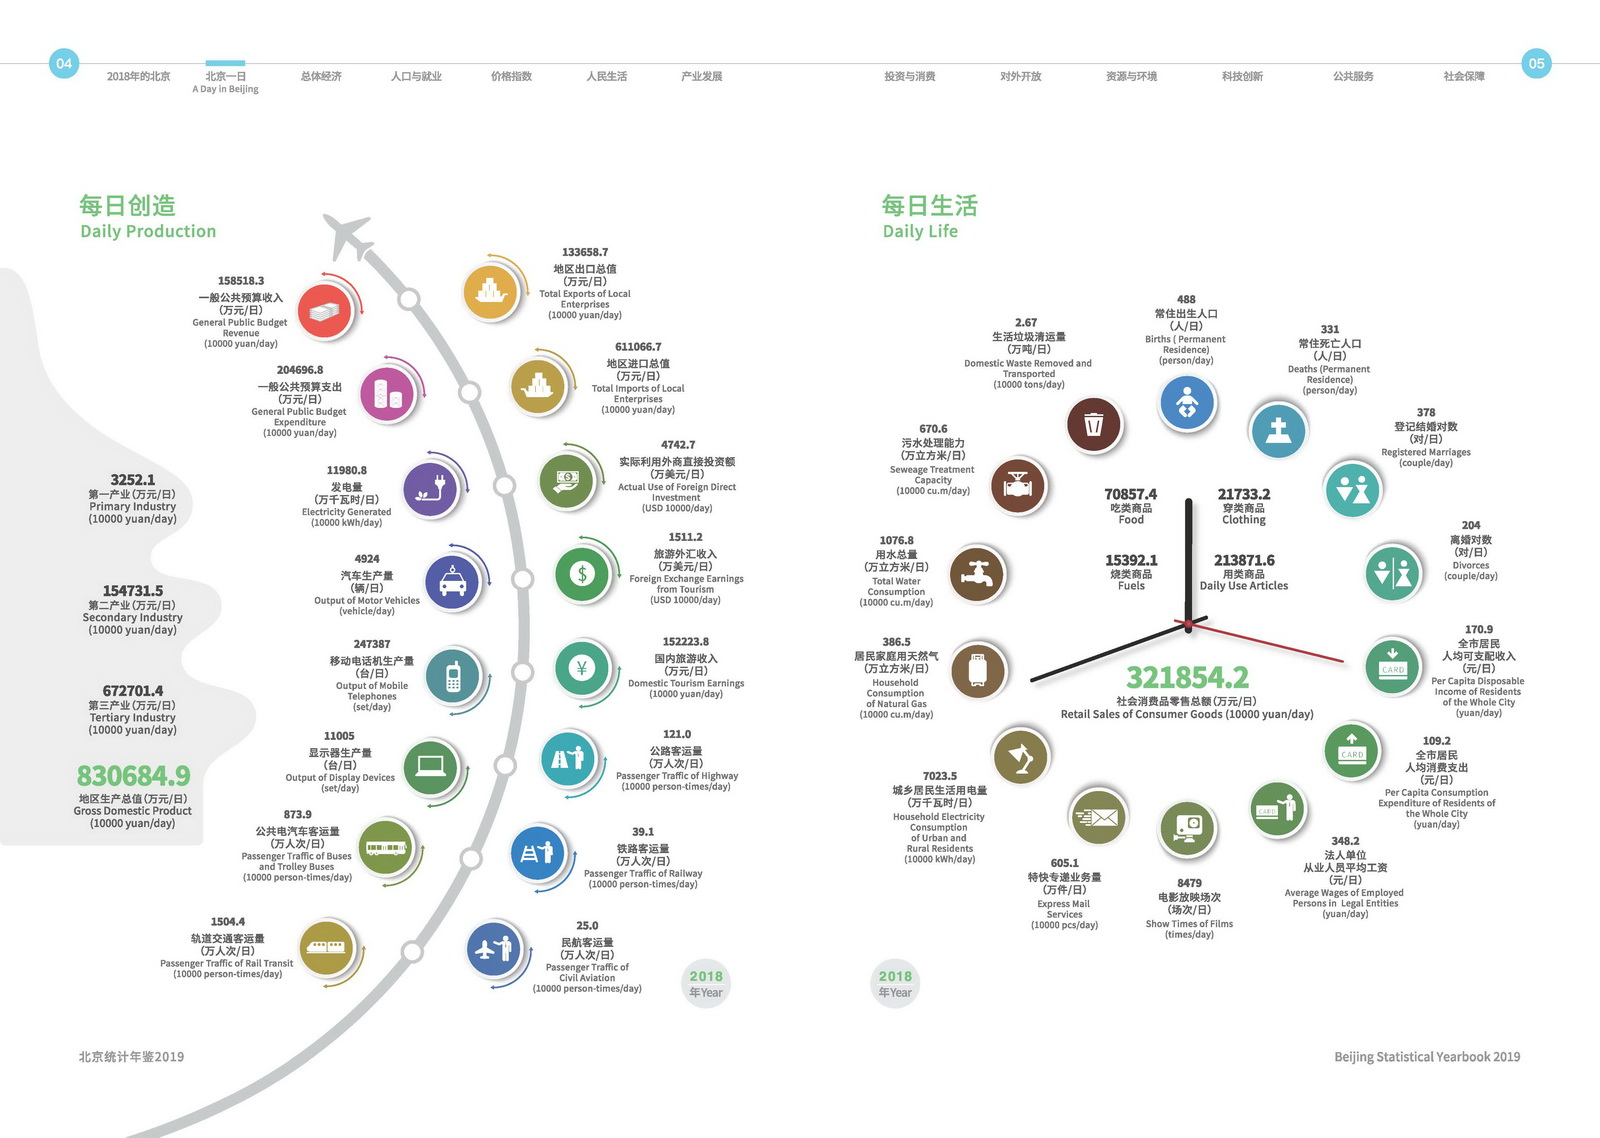 04
2018年的北京
北京一日
A Day in Beijing
总体经济
人口与就业
价格指数
人民生活
产业发展
投资与消费
对外开放
资源与环境
科技创新
公共服务
社会保障
05
每日创造
Daily Production
158518.3
一般公共预算收入
(万元/日)
General Public Budget
Revenue
(10000 yuan/day)
204696.8
一般公共预算支出
(万元/日)
General Public Budget
Expenditure
(10000 yuan/day)
11980.8
发电量
(万千瓦时/日)
Electricity Generated
(10000 kWh/day)
4924
汽车生产量
(辆/日)
Output of Motor Vehicles
(vehicle/day)
247387
移动电话机生产量
(台/日)
Output of Mobile
Telephones
(set/day)
11005
显示器生产量
(台/日)
Output of Display Devices
(set/day)
873.9
公共电汽车客运量
(万人次/日)
Passenger Traffic of Buses
and Trolley Buses
(10000 person-times/day)
1504.4
轨道交通客运量
(万人次/日)
Passenger Traffic of Rail Transit
(10000 person-times/day)
3252.1
第一产业(万元/日)
Primary Industry
(10000 yuan/day)
154731.5
第二产业(万元/日)
Secondary Industry
(10000 yuan/day)
672701.4
第三产业(万元/日)
Tertiary Industry
(10000 yuan/day)
830684.9
地区生产总值(万元/日)
Gross Domestic Product
(10000 yuan/day)
133658.7
地区出口总值
(万元/日)
Total Exports of Local
Enterprises
(10000 yuan/day)
611066.7
地区进口总值
(万元/日)
Total Imports of Local
Enterprises
(10000 yuan/day)
4742.7
实际利用外商直接投资额
(万美元/日)
Actual Use of Foreign Direct
Investment
(USD 10000/day)
1511.2
旅游外汇收入
(万美元/日)
Foreign Exchange Earnings
from Tourism
(USD 10000/day)
152223.8
国内旅游收入
(万元/日)
Domestic Tourism Earnings
(10000 yuan/day)
121.0
公路客运量
(万人次/日)
Passenger Traffic of Highway
(10000 person-times/day)
39.1
铁路客运量
(万人次/日)
Passenger Traffic of Railway
(10000 person-times/day)
25.0
民航客运量
(万人次/日)
Passenger Traffic of
Civil Aviation
(10000 person-times/day)
$
$
¥
2018
年Year
北京统计年鉴2019
每日生活
Daily Life
488
常住出生人口
(人/日)
Births ( Permanent
Residence)
(person/day)
331
常住死亡人口
(人/日)
Deaths (Permanent
Residence)
(person/day)
378
登记结婚对数
(对/日)
Registered Marriages
(couple/day)
204
离婚对数
(对/日)
Divorces
(couple/day)
170.9
全市居民
人均可支配收入
(元/日)
Per Capita Disposable
Income of Residents
of the Whole City
(yuan/day)
109.2
全市居民
人均消费支出
(元/日)
Per Capita Consumption
Expenditure of Residents of
the Whole City
(yuan/day)
348.2
法人单位
从业人员平均工资
(元/日)
Average Wages of Employed
Persons in Legal Entities
(yuan/day)
8479
电影放映场次
(场次/日)
Show Times of Films
(times/day)
605.1
特快专递业务量
(万件/日)
Express Mail
Services
(10000 pcs/day)
7023.5
城乡居民生活用电量
(万千瓦时/日)
Household Electricity
Consumption
of Urban and
Rural Residents
(10000 kWh/day)
386.5
居民家庭用天然气
(万立方米/日)
Household
Consumption
of Natural Gas
(10000 cu.m/day)
1076.8
用水总量
(万立方米/日)
Total Water
Consumption
(10000 cu.m/day)
670.6
污水处理能力
(万立方米/日)
Seweage Treatment
Capacity
(10000 cu.m/day)
2.67
生活垃圾清运量
(万吨/日)
Domestic Waste Removed and
Transported
(10000 tons/day)
CARD
CARD
CARD
70857.4
吃类商品
Food
21733.2
穿类商品
Clothing
15392.1
烧类商品
Fuels
213871.6
用类商品
Daily Use Articles
321854.2
社会消费品零售总额(万元/日)
Retail Sales of Consumer Goods (10000 yuan/day)
2018
年Year
Beijing Statistical Yearbook 2019